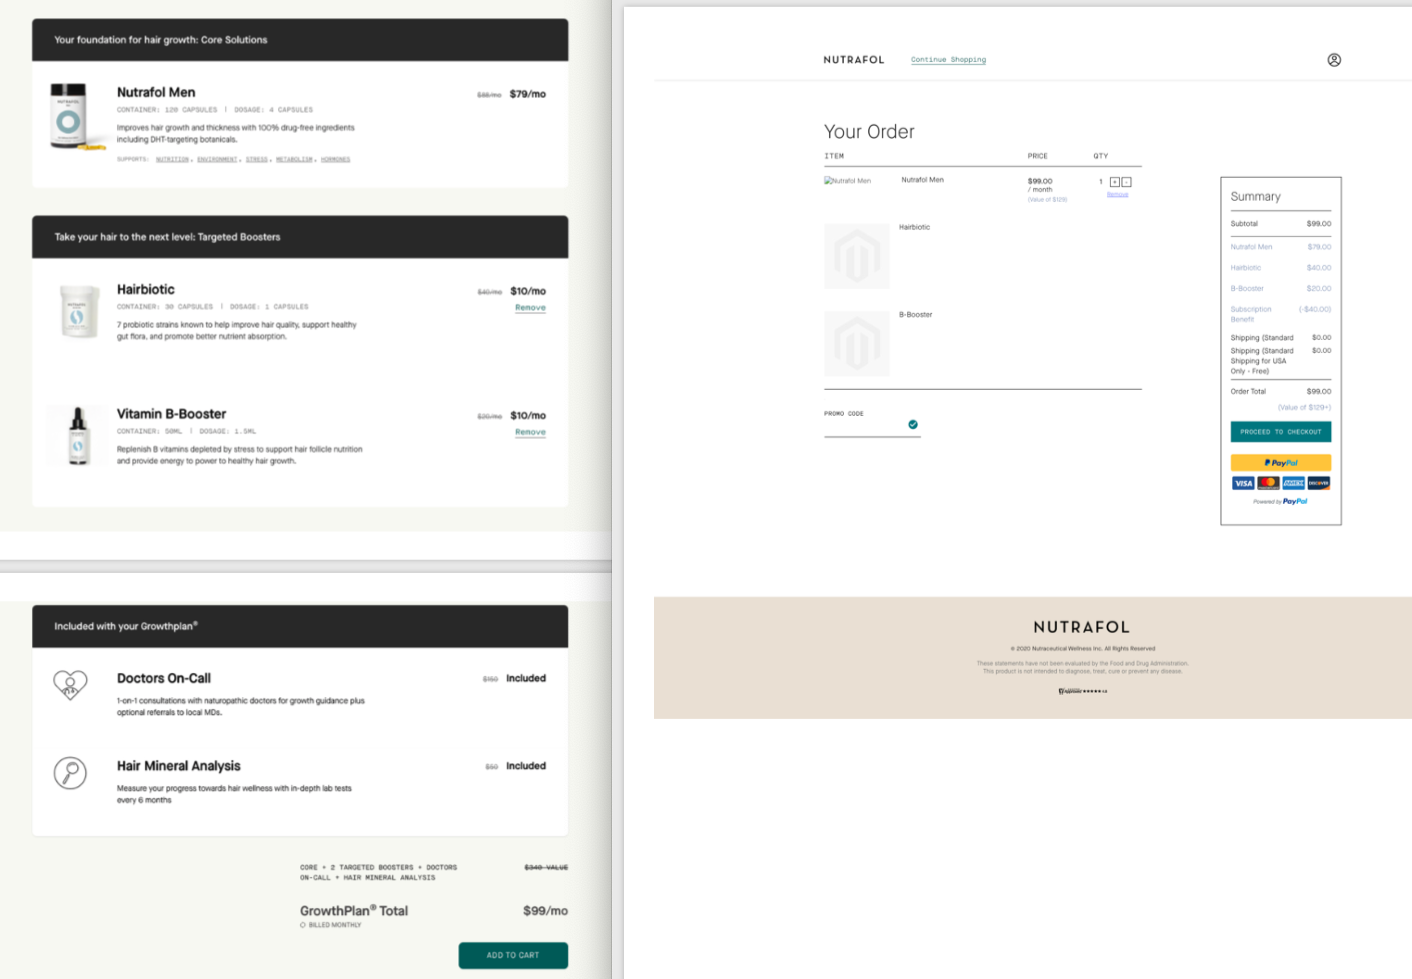 Your foundation for hair growth: Core Solutions
Nutrafol Men
$88/mo $79/mo
CONTAINER: 120 CAPSULES | DOSAGE: 4 CAPSULES
Improves hair growth and thickness with 100% drug-free ingredients
including DHT-targeting botanicals.
SUPPORTS: NUTRITION, ENVIRONMENT, STRESS, METABOLISM, HORMONES
Take your hair to the next level: Targeted Boosters
Hairbiotic
$40/mo $10/mo
CONTAINER: 30 CAPSULES | DOSAGE: 1 CAPSULES
Remove
7 probiotic strains known to help improve hair quality, support healthy
gut flora, and promote better nutrient absorption.
Vitamin B-Booster
$20/mo $10/mo
CONTAINER: 50ML | DOSAGE: 1.5ML
Remove
Replenish B vitamins depleted by stress to support hair follicle nutrition
and provide energy to power to healthy hair growth.
Included with your Growthplan®
Doctors On-Call
$150 Included
1-on-1 consultations with naturopathic doctors for growth guidance plus
optional referrals to local MDs.
Hair Mineral Analysis
$50 Included
Measure your progress towards hair wellness with in-depth lab tests
every 6 months
CORE + 2 TARGETED BOOSTERS + DOCTORS
ON-CALL + HAIR MINERAL ANALYSIS
$340 VALUE
GrowthPlan® Total
$99/mo
BILLED MONTHLY
ADD TO CART
NUTRAFOL
Continue Shopping
Your Order
ITEM PRICE QTY
Nutrafol Men
Nutrafol Men
$99.00
/ month
(Value of $129)
1 + -
Remove
Hairbiotic
B-Booster
PROMO CODE
Summary
Subtotal $99.00
Nutrafol Men $79.00
Hairbiotic $40.00
B-Booster $20.00
Subscription (-$40.00)
Benefit
Shipping (Standard $0.00
Shipping (Standard $0.00
Shipping for USA
Only - Free)
Order Total $99.00
(Value of $129+)
PROCEED TO CHECKOUT
PayPal
VISA MasterCard AMERICAN EXPRESS DISCOVER
Powered by PayPal
NUTRAFOL
© 2020 Nutraceutical Wellness Inc. All Rights Reserved
These statements have not been evaluated by the Food and Drug Administration.
This product is not intended to diagnose, treat, cure or prevent any disease.